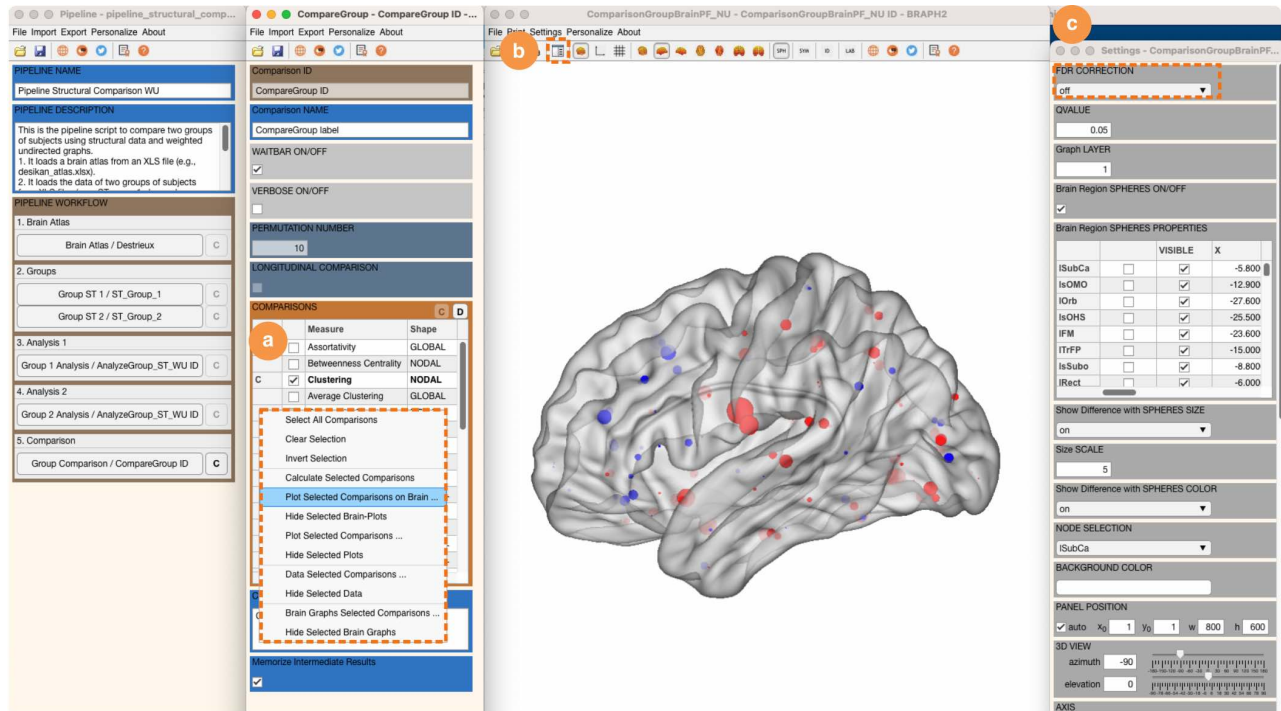 Pipeline - pipeline_structural_comp...
File Import Export Personalize About
PIPELINE NAME
Pipeline Structural Comparison WU
PIPELINE DESCRIPTION
This is the pipeline script to compare two groups
of subjects using structural data and weighted
undirected graphs.
1. It loads a brain atlas from an XLS file (e.g.,
desikan_atlas.xlsx).
2. It loads the data of two groups of subjects
PIPELINE WORKFLOW
1. Brain Atlas
Brain Atlas / Destrieux C
2. Groups
Group ST 1 / ST_Group_1 C
Group ST 2 / ST_Group_2 C
3. Analysis 1
Group 1 Analysis / AnalyzeGroup_ST_WU ID C
4. Analysis 2
Group 2 Analysis / AnalyzeGroup_ST_WU ID C
5. Comparison
Group Comparison / CompareGroup ID C
CompareGroup - CompareGroup ID -...
File Import Export Personalize About
Comparison ID
CompareGroup ID
Comparison NAME
CompareGroup label
WAITBAR ON/OFF
VERBOSE ON/OFF
PERMUTATION NUMBER
10
LONGITUDINAL COMPARISON
COMPARISONS C D
a
Measure Shape
Assortativity GLOBAL
Betweenness Centrality NODAL
C Clustering NODAL
Average Clustering GLOBAL
Select All Comparisons
Clear Selection
Invert Selection
Calculate Selected Comparisons
Plot Selected Comparisons on Brain ...
Hide Selected Brain-Plots
Plot Selected Comparisons ...
Hide Selected Plots
Data Selected Comparisons ...
Hide Selected Data
Brain Graphs Selected Comparisons ...
Hide Selected Brain Graphs
Memorize Intermediate Results
ComparisonGroupBrainPF_NU - ComparisonGroupBrainPF_NU ID - BRAPH2
File Print Settings Personalize About
b
SPH SYM ID LAB
c
Settings - ComparisonGroupBrainPF...
FDR CORRECTION
off
QVALUE
0.05
Graph LAYER
1
Brain Region SPHERES ON/OFF
Brain Region SPHERES PROPERTIES
VISIBLE X
lSubCa -5.800
lsOMO -12.900
lOrb -27.600
lsOHS -25.500
lFM -23.600
lTrFP -15.000
lsSubo -8.800
lRect -6.000
Show Difference with SPHERES SIZE
on
Size SCALE
5
Show Difference with SPHERES COLOR
on
NODE SELECTION
lSubCa
BACKGROUND COLOR
PANEL POSITION
auto x0 1 y0 1 w 800 h 600
3D VIEW
azimuth -90
elevation 0
AXIS